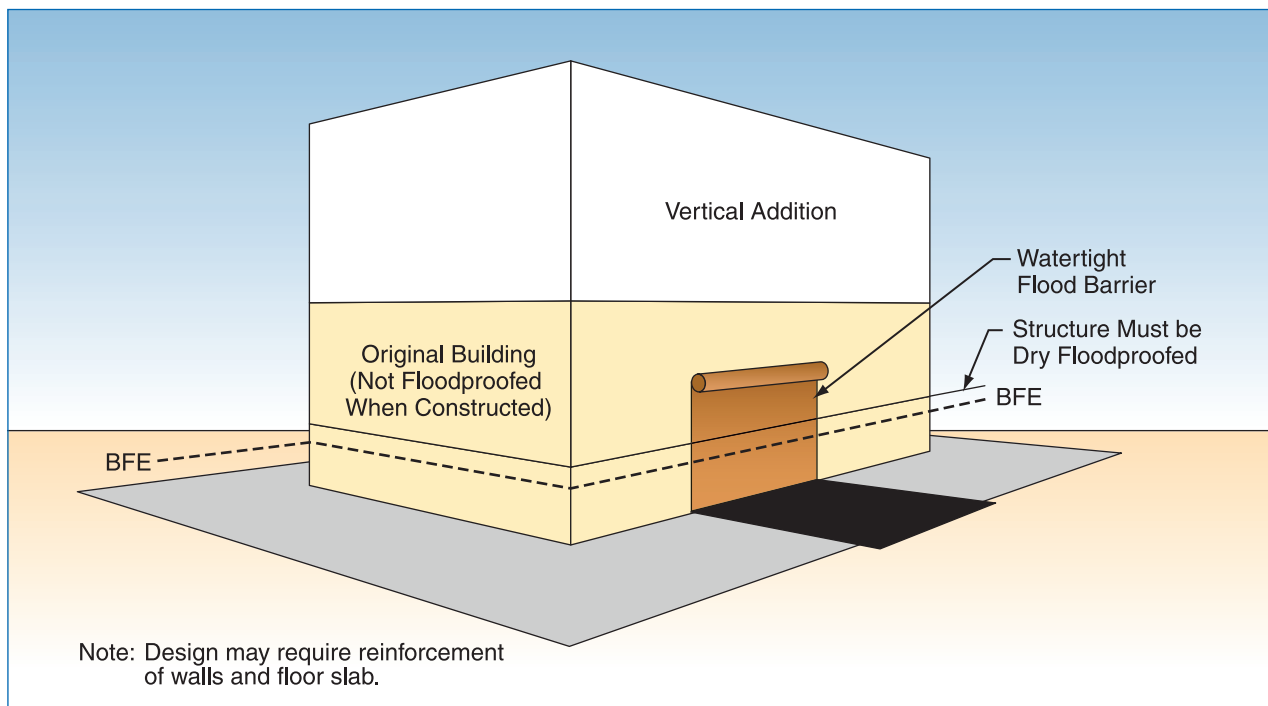 Vertical Addition
Watertight
Flood Barrier
Structure Must be
Dry Floodproofed
Original Building
(Not Floodproofed
When Constructed)
BFE
BFE
Note: Design may require reinforcement
of walls and floor slab.